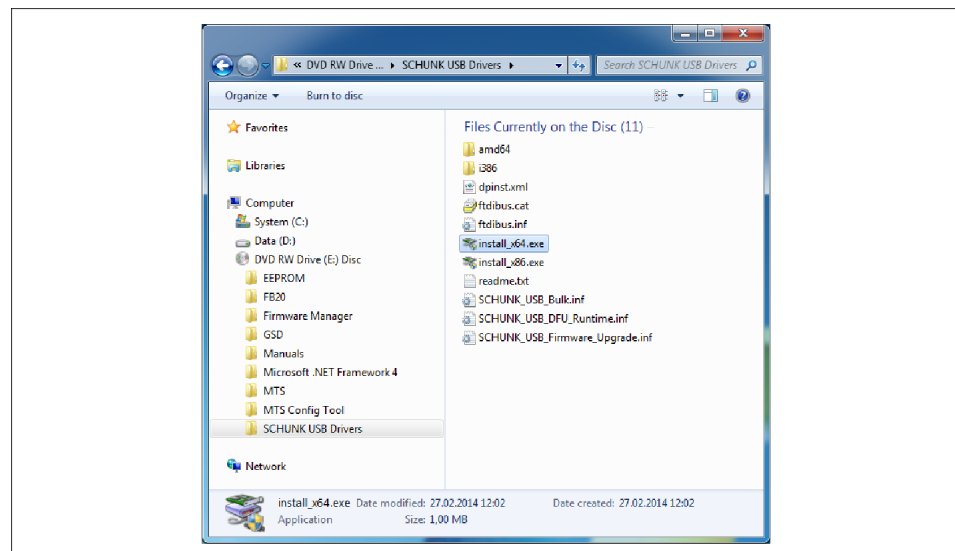 « DVD RW Drive ... ▸ SCHUNK USB Drivers ▸
Search SCHUNK USB Drivers
Organize ▾ Burn to disc
Favorites
Libraries
Computer
System (C:)
Data (D:)
DVD RW Drive (E:) Disc
EEPROM
FB20
Firmware Manager
GSD
Manuals
Microsoft .NET Framework 4
MTS
MTS Config Tool
SCHUNK USB Drivers
Network
Files Currently on the Disc (11)
amd64
i386
dpinst.xml
ftdibus.cat
ftdibus.inf
install_x64.exe
install_x86.exe
readme.txt
SCHUNK_USB_Bulk.inf
SCHUNK_USB_DFU_Runtime.inf
SCHUNK_USB_Firmware_Upgrade.inf
install_x64.exe Date modified: 27.02.2014 12:02 Date created: 27.02.2014 12:02
Application Size: 1,00 MB